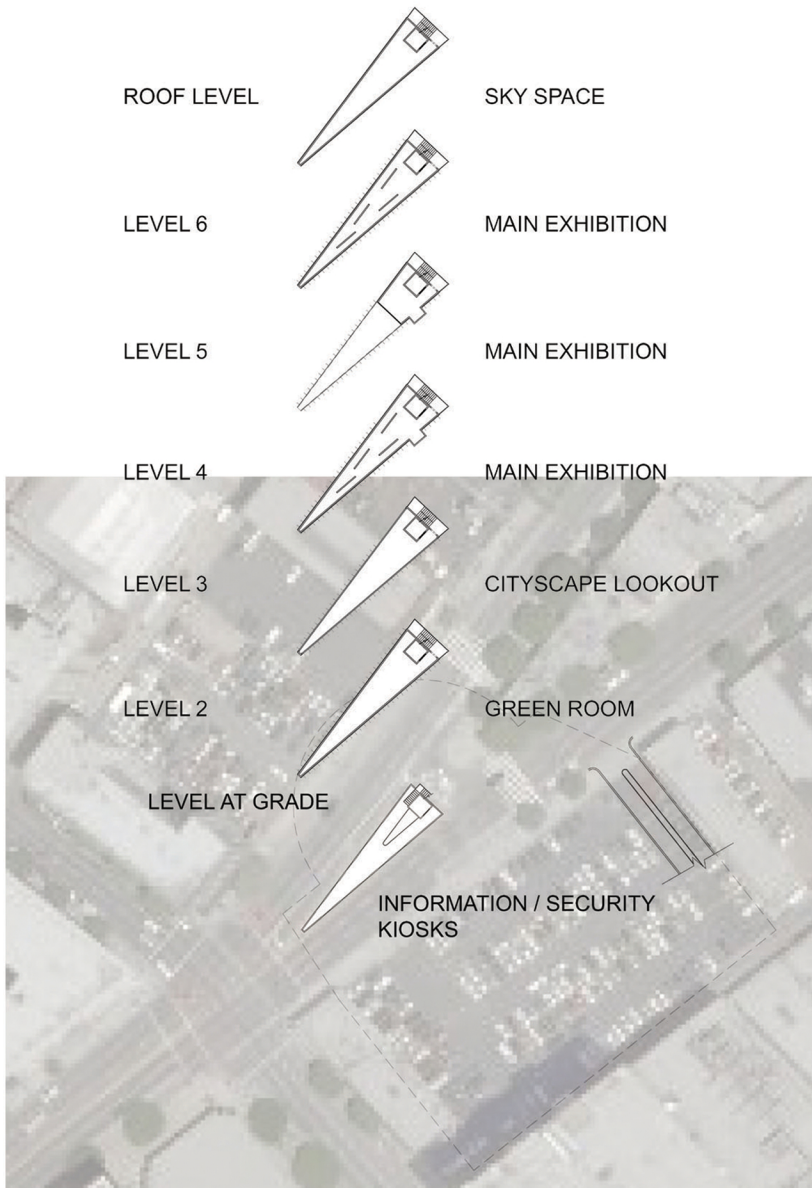 ROOF LEVEL
SKY SPACE
LEVEL 6
MAIN EXHIBITION
LEVEL 5
MAIN EXHIBITION
LEVEL 4
MAIN EXHIBITION
LEVEL 3
CITYSCAPE LOOKOUT
LEVEL 2
GREEN ROOM
LEVEL AT GRADE
INFORMATION / SECURITY
KIOSKS